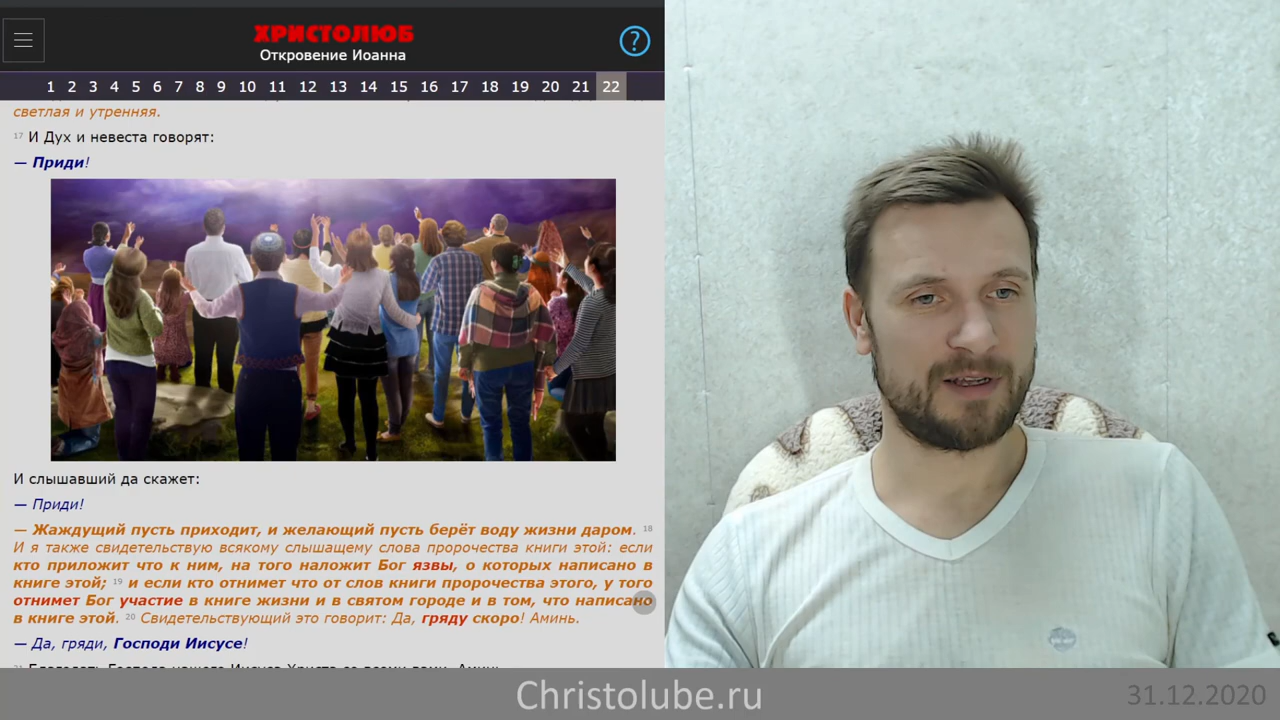 ХРИСТОЛЮБ
Откровение Иоанна
?
1 2 3 4 5 6 7 8 9 10 11 12 13 14 15 16 17 18 19 20 21 22
светлая и утренняя.
17 И Дух и невеста говорят:
— Приди!
И слышавший да скажет:
— Приди!
— Жаждущий пусть приходит, и желающий пусть берёт воду жизни даром. 18
И я также свидетельствую всякому слышащему слова пророчества книги этой: если
кто приложит что к ним, на того наложит Бог язвы, о которых написано в
книге этой; 19 и если кто отнимет что от слов книги пророчества этого, у того
отнимет Бог участие в книге жизни и в святом городе и в том, что написано
в книге этой. 20 Свидетельствующий это говорит: Да, гряду скоро! Аминь.
— Да, гряди, Господи Иисусе!
Christolube.ru
31.12.2020